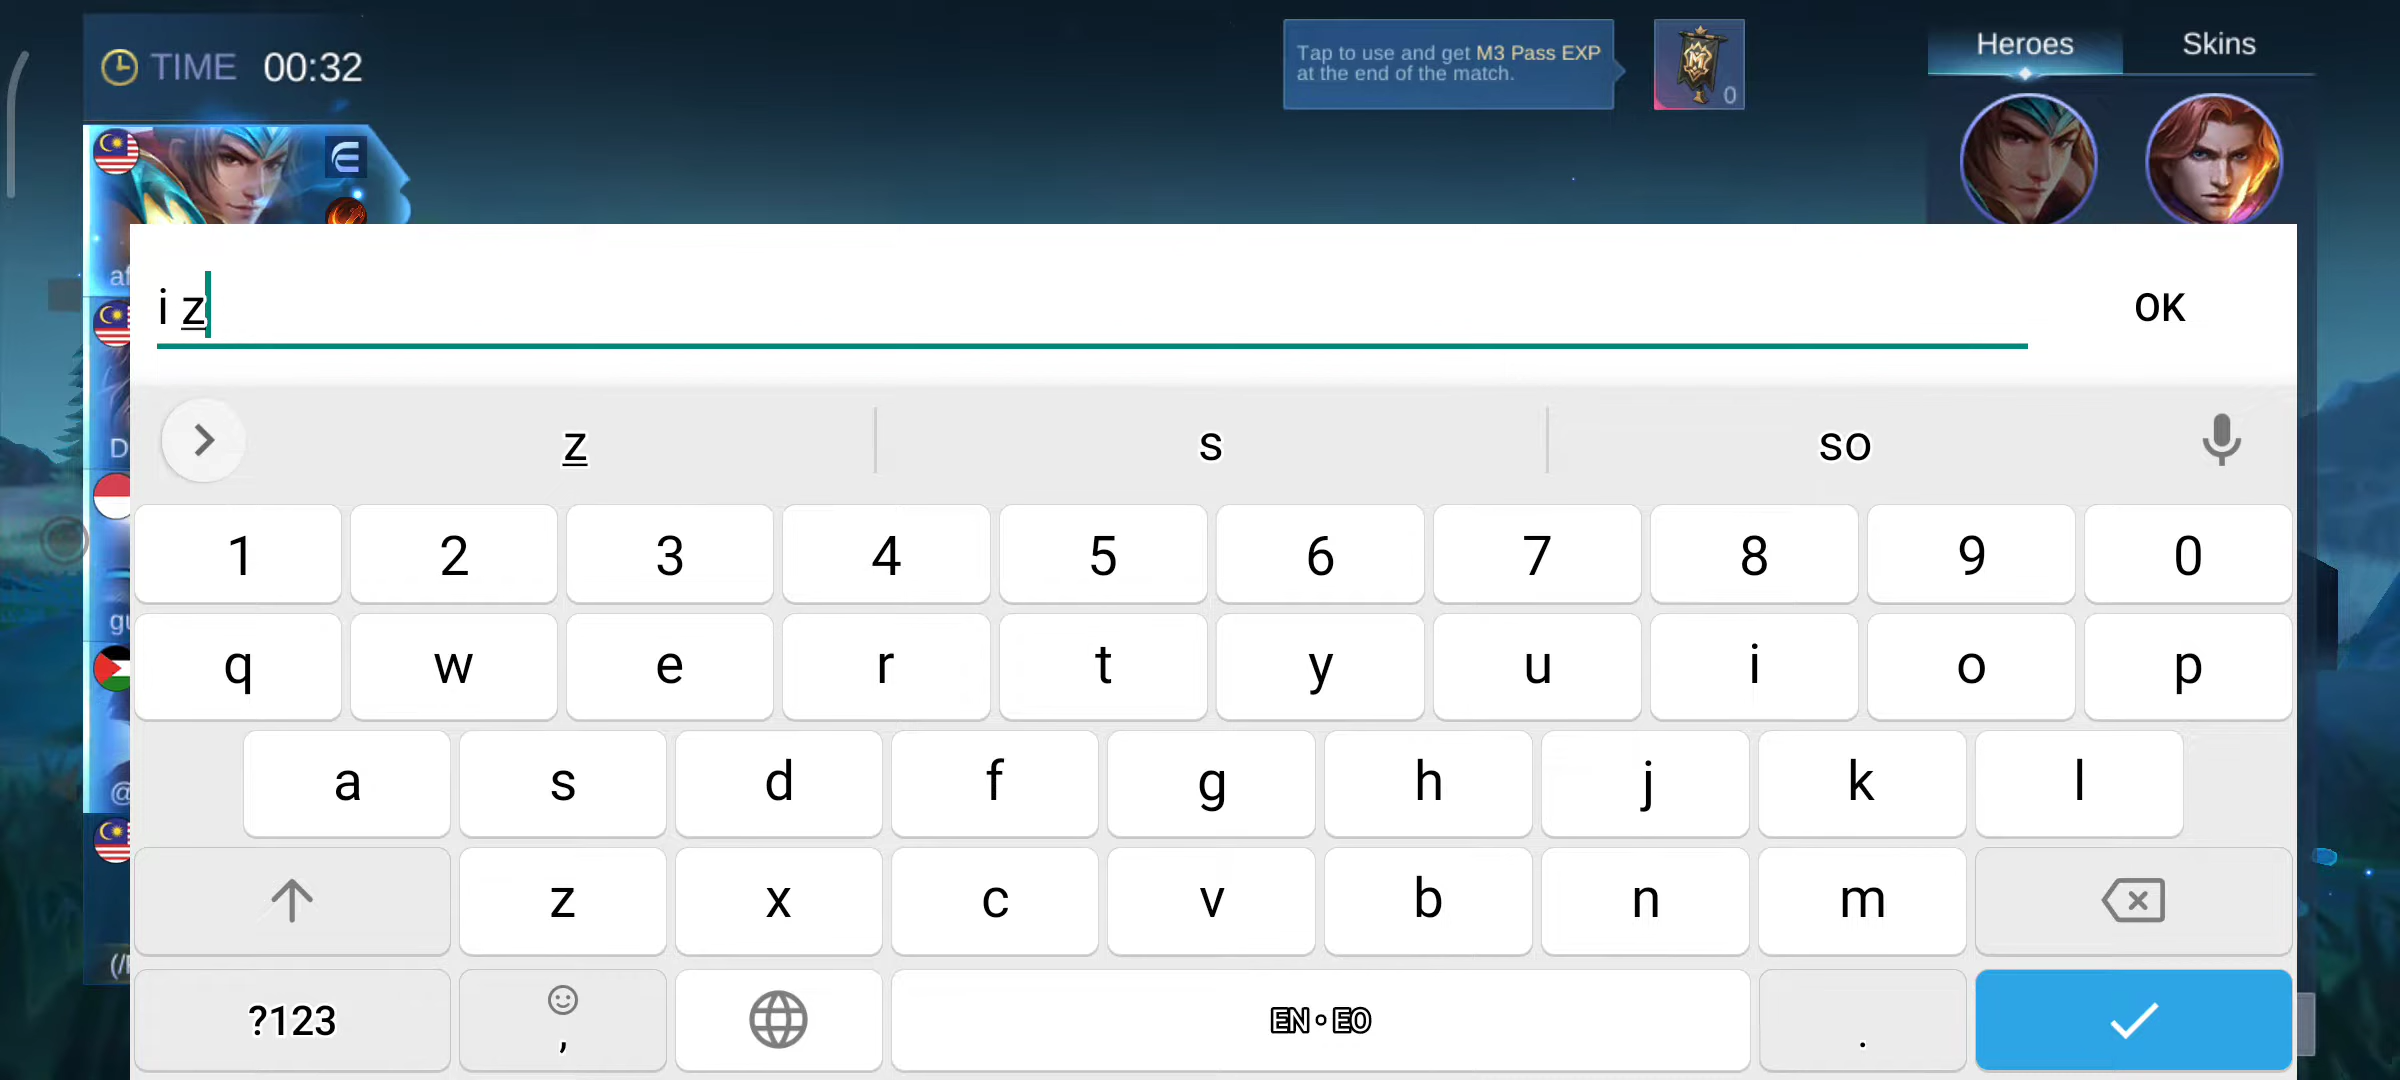 TIME 00:32
Tap to use and get M3 Pass EXP
at the end of the match.
0
Heroes Skins
i z
OK
z s so
1 2 3 4 5 6 7 8 9 0
q w e r t y u i o p
a s d f g h j k l
z x c v b n m
?123 , EN • EO .